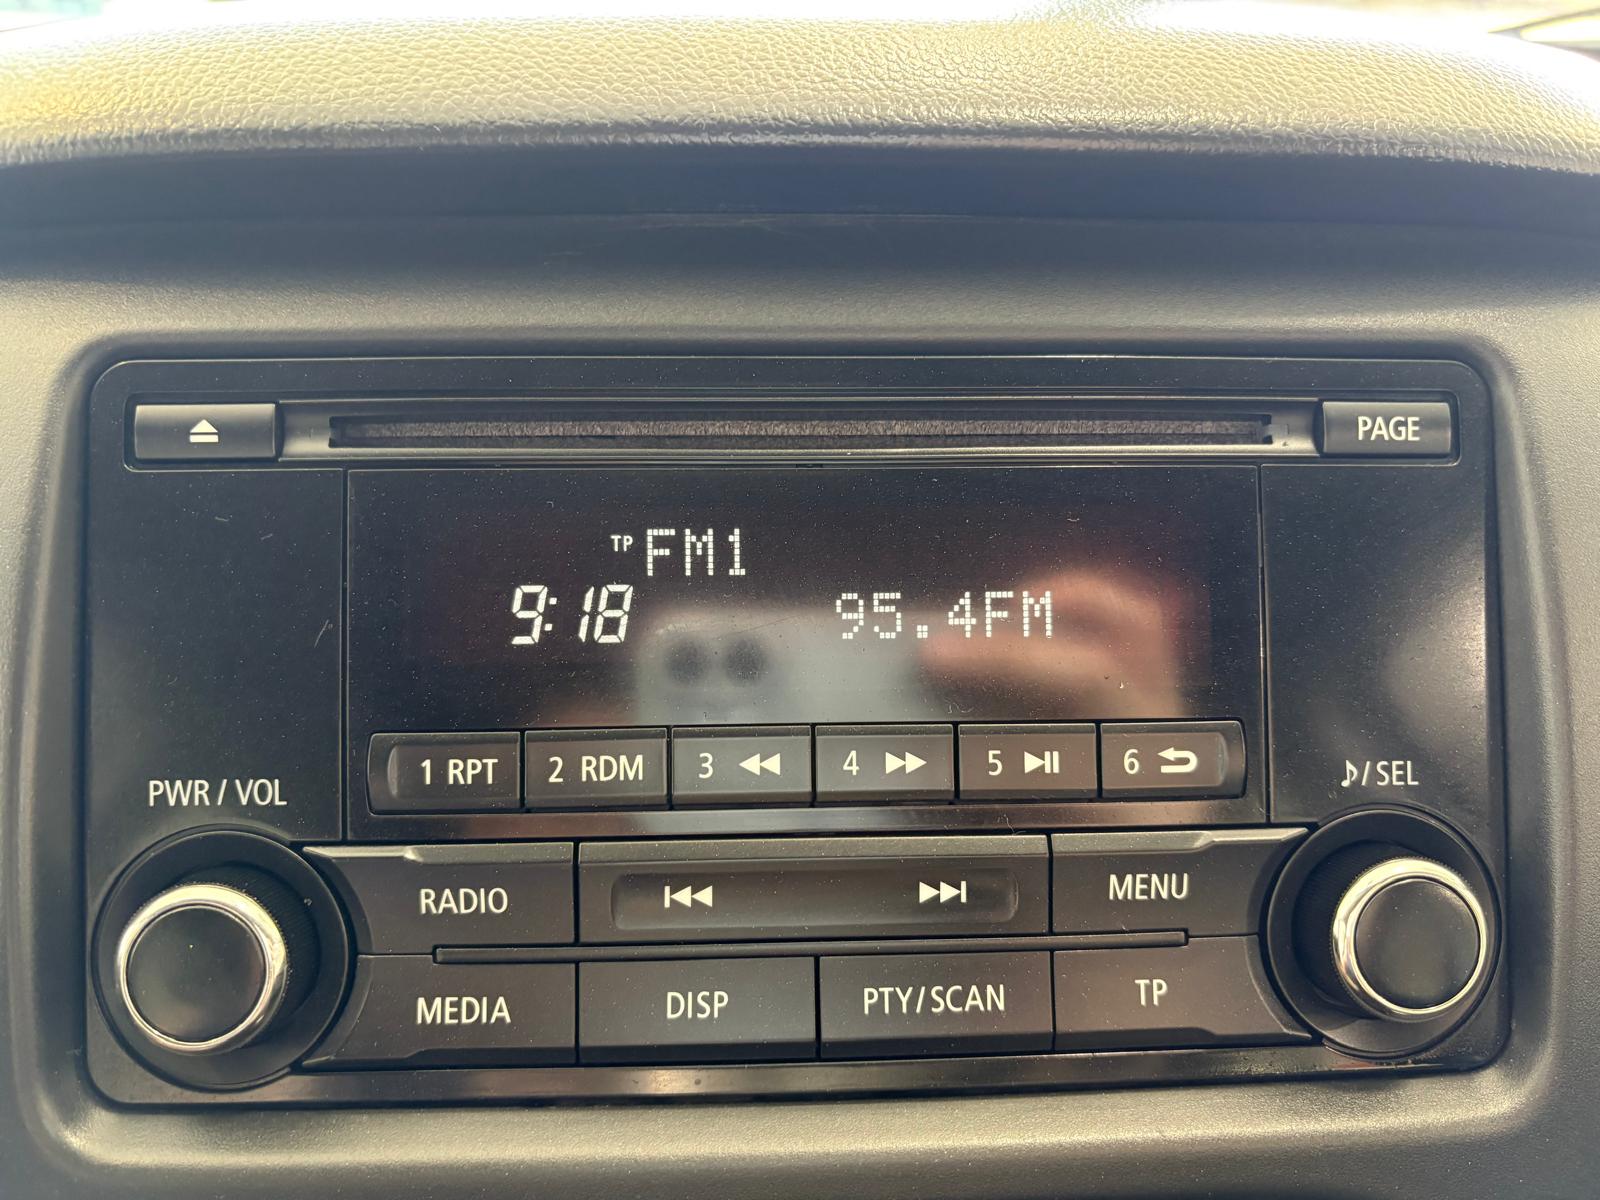 PAGE
TP FM1
9:18 95.4FM
1 RPT 2 RDM 3 4 5 6
PWR / VOL
♪/ SEL
RADIO MENU
MEDIA DISP PTY/SCAN TP